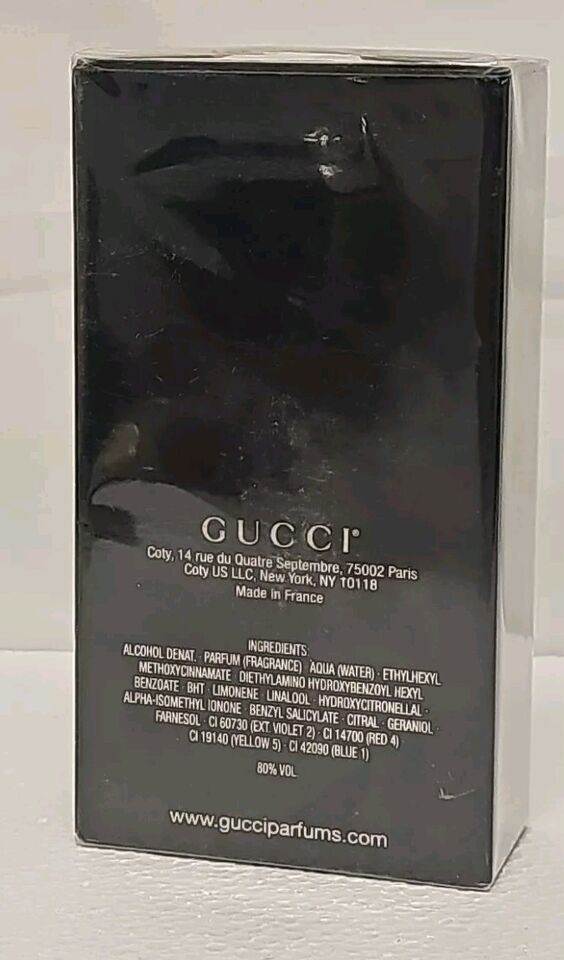 GUCCI®
Coty, 14 rue du Quatre Septembre, 75002 Paris
Coty US LLC, New York, NY 10118
Made in France
INGREDIENTS
ALCOHOL DENAT. · PARFUM (FRAGRANCE) · AQUA (WATER) · ETHYLHEXYL
METHOXYCINNAMATE · DIETHYLAMINO HYDROXYBENZOYL HEXYL
BENZOATE · BHT · LIMONENE · LINALOOL · HYDROXYCITRONELLAL ·
ALPHA-ISOMETHYL IONONE · BENZYL SALICYLATE · CITRAL · GERANIOL ·
FARNESOL · CI 60730 (EXT. VIOLET 2) · CI 14700 (RED 4)
CI 19140 (YELLOW 5) · CI 42090 (BLUE 1)
80% VOL
www.gucciparfums.com